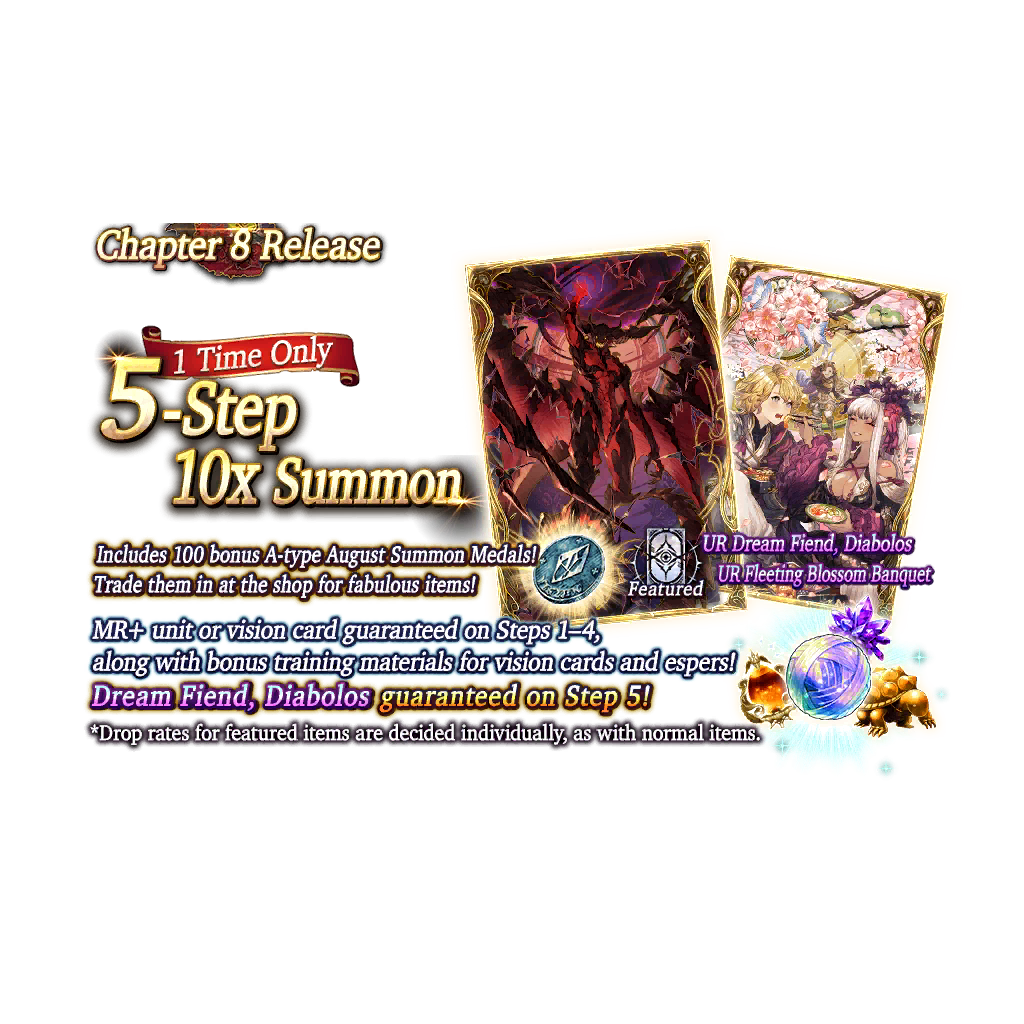 Chapter 8 Release
1 Time Only
5-Step
10x Summon
Includes 100 bonus A-type August Summon Medals!
Trade them in at the shop for fabulous items!
Featured
UR Dream Fiend, Diabolos
UR Fleeting Blossom Banquet
MR+ unit or vision card guaranteed on Steps 1–4,
along with bonus training materials for vision cards and espers!
Dream Fiend, Diabolos guaranteed on Step 5!
*Drop rates for featured items are decided individually, as with normal items.